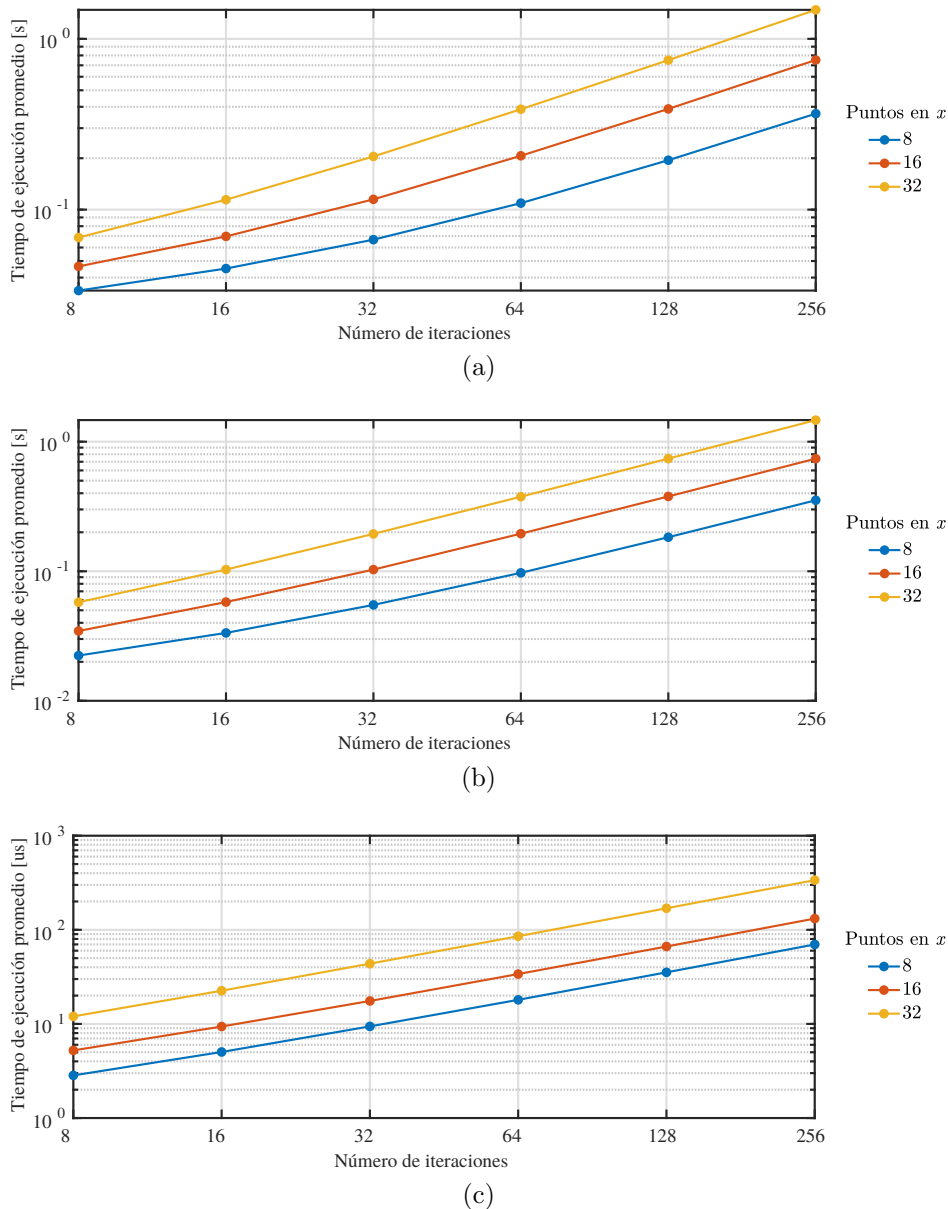 Tiempo de ejecución promedio [s]
10 0
10 -1
8 16 32 64 128 256
Número de iteraciones
Puntos en x
8
16
32
(a)
Tiempo de ejecución promedio [s]
10 0
10 -1
10 -2
8 16 32 64 128 256
Número de iteraciones
Puntos en x
8
16
32
(b)
Tiempo de ejecución promedio [us]
10 3
10 2
10 1
10 0
8 16 32 64 128 256
Número de iteraciones
Puntos en x
8
16
32
(c)